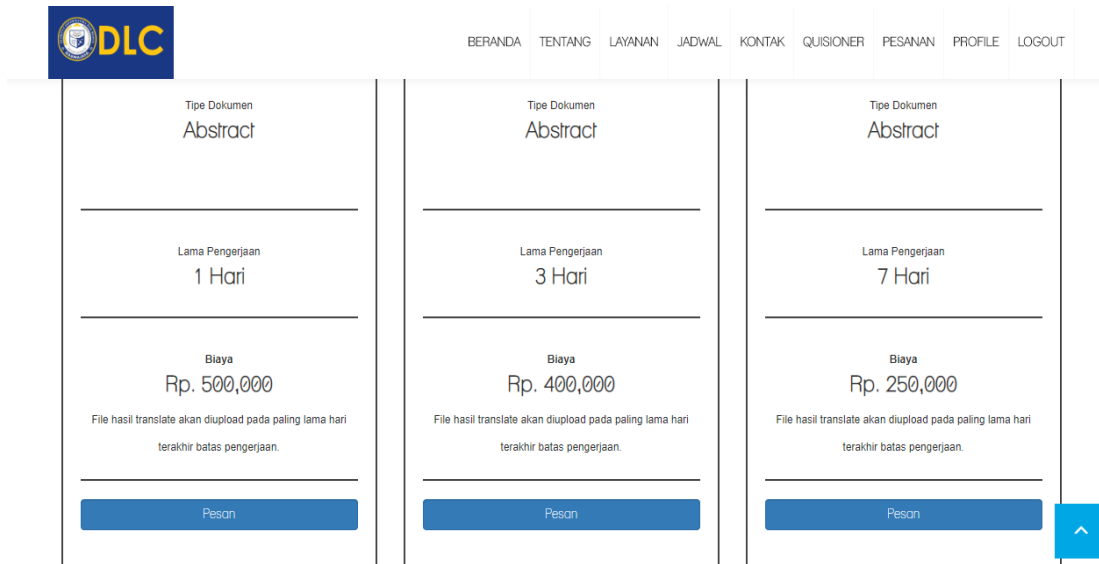 DLC
BERANDA TENTANG LAYANAN JADWAL KONTAK QUISIONER PESANAN PROFILE LOGOUT
Tipe Dokumen
Abstract
Lama Pengerjaan
1 Hari
Biaya
Rp. 500,000
File hasil translate akan diupload pada paling lama hari
terakhir batas pengerjaan.
Pesan
Tipe Dokumen
Abstract
Lama Pengerjaan
3 Hari
Biaya
Rp. 400,000
File hasil translate akan diupload pada paling lama hari
terakhir batas pengerjaan.
Pesan
Tipe Dokumen
Abstract
Lama Pengerjaan
7 Hari
Biaya
Rp. 250,000
File hasil translate akan diupload pada paling lama hari
terakhir batas pengerjaan.
Pesan